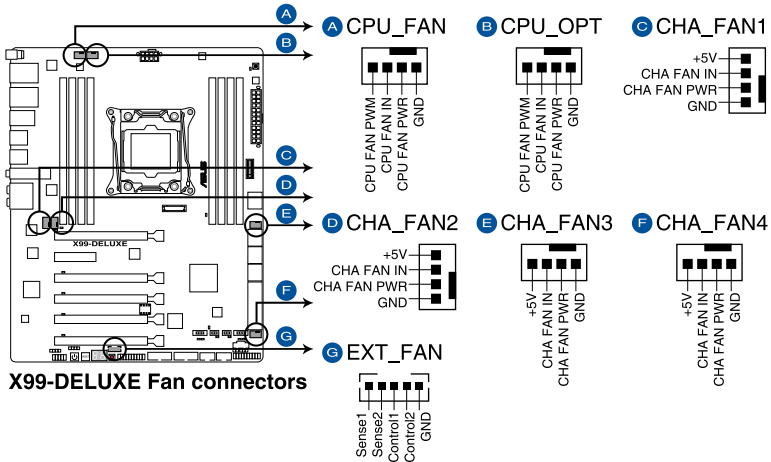 A
B
A CPU_FAN
CPU FAN PWM
CPU FAN IN
CPU FAN PWR
GND
B CPU_OPT
CPU FAN PWM
CPU FAN IN
CPU FAN PWR
GND
C CHA_FAN1
+5V
CHA FAN IN
CHA FAN PWR
GND
/ISUS
C
D
E
F
G
X99-DELUXE
D CHA_FAN2
+5V
CHA FAN IN
CHA FAN PWR
GND
E CHA_FAN3
+5V
CHA FAN IN
CHA FAN PWR
GND
F CHA_FAN4
+5V
CHA FAN IN
CHA FAN PWR
GND
G EXT_FAN
Sense1
Sense2
Control1
Control2
GND
X99-DELUXE Fan connectors